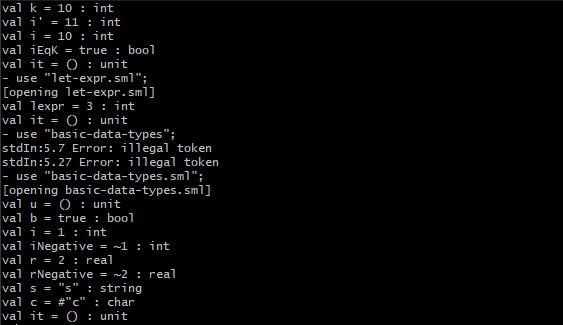 val k = 10 : int
val i' = 11 : int
val i = 10 : int
val iEqK = true : bool
val it = () : unit
- use "let-expr.sml";
[opening let-expr.sml]
val lexpr = 3 : int
val it = () : unit
- use "basic-data-types";
stdIn:5.7 Error: illegal token
stdIn:5.27 Error: illegal token
- use "basic-data-types.sml";
[opening basic-data-types.sml]
val u = () : unit
val b = true : bool
val i = 1 : int
val iNegative = ~1 : int
val r = 2 : real
val rNegative = ~2 : real
val s = "s" : string
val c = #"c" : char
val it = () : unit